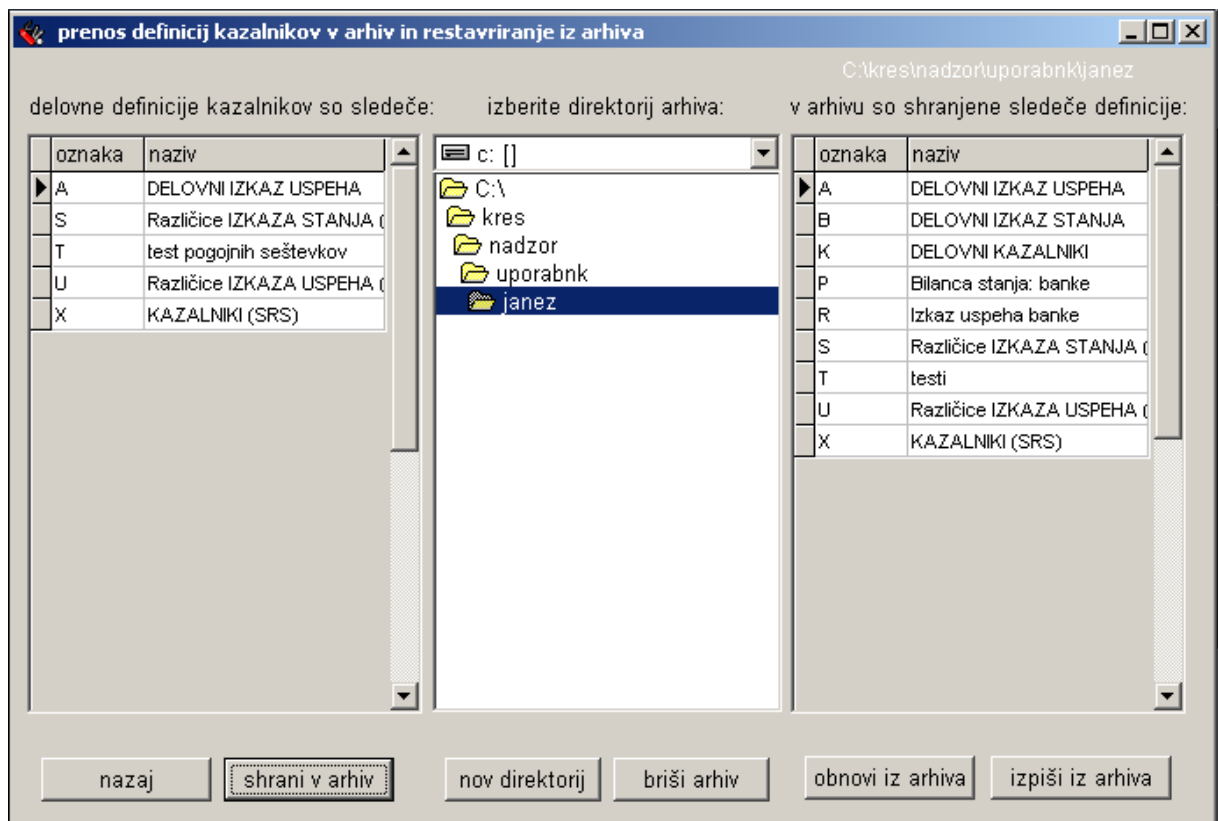 prenos definicij kazalnikov v arhiv in restavriranje iz arhiva
C:\kres\nadzor\uporabnk\janez
delovne definicije kazalnikov so sledeče:
oznaka naziv
A DELOVNI IZKAZ USPEHA
S Različice IZKAZA STANJA (
T test pogojnih seštevkov
U Različice IZKAZA USPEHA (
X KAZALNIKI (SRS)
izberite direktorij arhiva:
c: []
C:\
kres
nadzor
uporabnk
janez
v arhivu so shranjene sledeče definicije:
oznaka naziv
A DELOVNI IZKAZ USPEHA
B DELOVNI IZKAZ STANJA
K DELOVNI KAZALNIKI
P Bilanca stanja: banke
R Izkaz uspeha banke
S Različice IZKAZA STANJA (
T testi
U Različice IZKAZA USPEHA (
X KAZALNIKI (SRS)
nazaj
shrani v arhiv
nov direktorij
briši arhiv
obnovi iz arhiva
izpiši iz arhiva